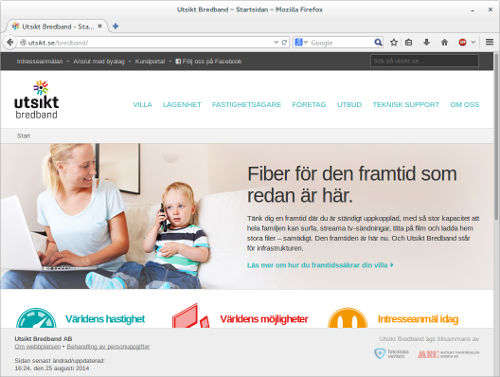 Utsikt Bredband – Startsidan – Mozilla Firefox
Utsikt Bredband - Sta...
utsikt.se/bredband/
Google
Intresseanmälan • Anslut med byalag • Kundportal • Följ oss på Facebook
Sök på utsikt.se...
utsikt
bredband
VILLA LÄGENHET FASTIGHETSÄGARE FÖRETAG UTBUD TEKNISK SUPPORT OM OSS
Start
Fiber för den framtid som
redan är här.
Tänk dig en framtid där du är ständigt uppkopplad, med så stor kapacitet att
hela familjen kan surfa, streama tv-sändningar, titta på film och ladda hem
stora filer – samtidigt. Den framtiden är här nu. Och Utsikt Bredband står
för infrastrukturen.
Läs mer om hur du framtidssäkrar din villa
Världens hastighet
Världens möjligheter
Intresseanmäl idag
Utsikt Bredband AB
Om webbplatsen • Behandling av personuppgifter
Sidan senast ändrad/uppdaterad:
16:24, den 25 augusti 2014
Utsikt Bredband ägs tillsammans av
Tekniska
verken